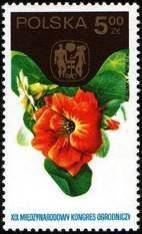 POLSKA 5.00
ZŁ
XIX MIĘDZYNARODOWY KONGRES OGRODNICZY